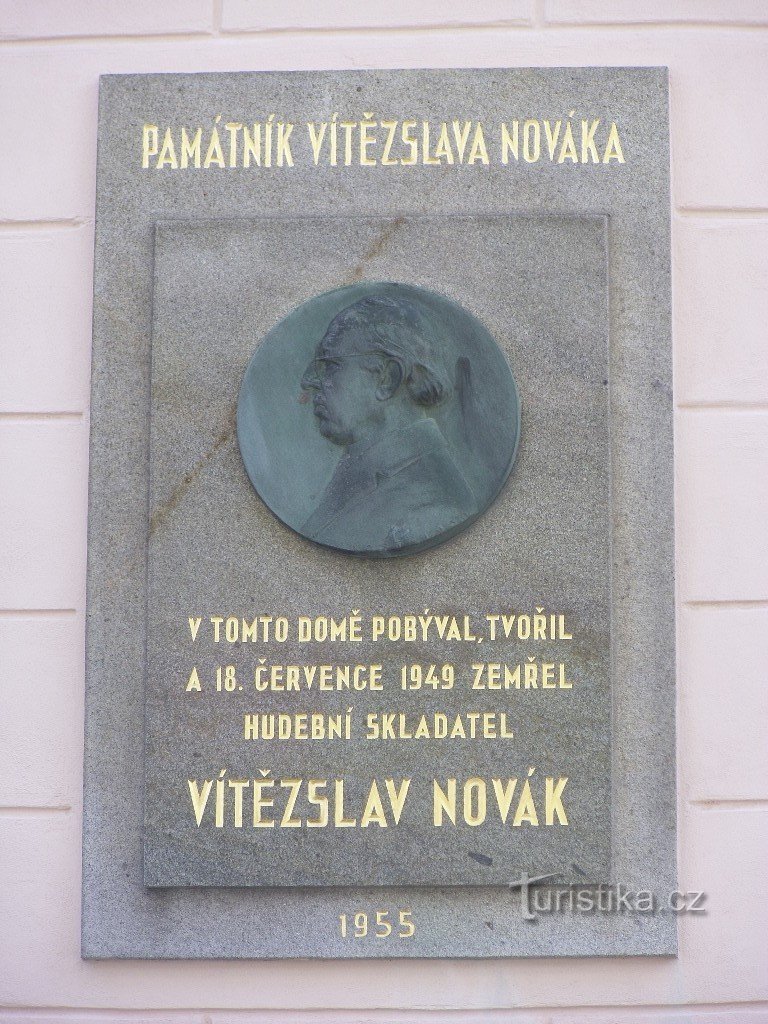 PAMÁTNÍK VÍTĚZSLAVA NOVÁKA
V TOMTO DOMĚ POBÝVAL, TVOŘIL
A 18. ČERVENCE 1949 ZEMŘEL
HUDEBNÍ SKLADATEL
VÍTĚZSLAV NOVÁK
1955
Turistika.cz